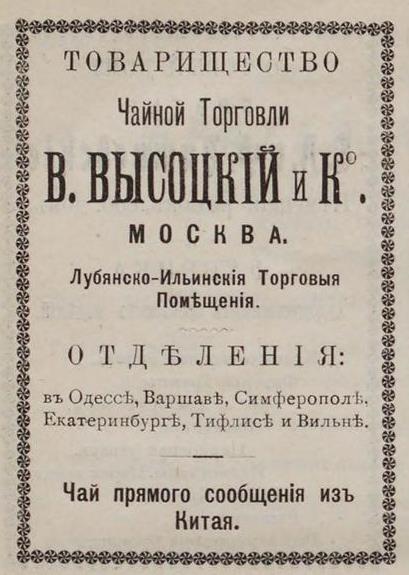 ТОВАРИЩЕСТВО
Чайной Торговли
В. ВЫСОЦКІЙ и Ко.
МОСКВА.
Лубянско-Ильинскія Торговыя
Помѣщенія.
ОТДѢЛЕНІЯ:
въ Одессѣ, Варшавѣ, Симферополѣ,
Екатеринбургѣ, Тифлисѣ и Вильнѣ.
Чай прямого сообщенія изъ
Китая.